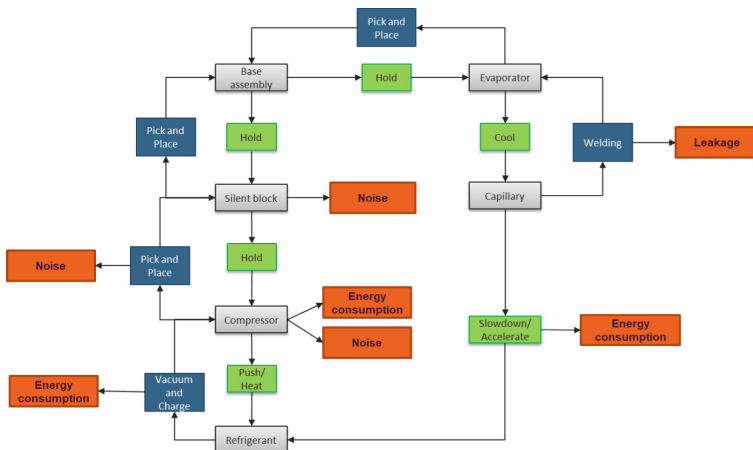 Pick and
Place
Base
assembly
Hold
Evaporator
Pick and
Place
Hold
Cool
Welding
Leakage
Silent block
Noise
Capillary
Noise
Pick and
Place
Hold
Compressor
Energy
consumption
Noise
Slowdown/
Accelerate
Energy
consumption
Energy
consumption
Vacuum
and
Charge
Push/
Heat
Refrigerant